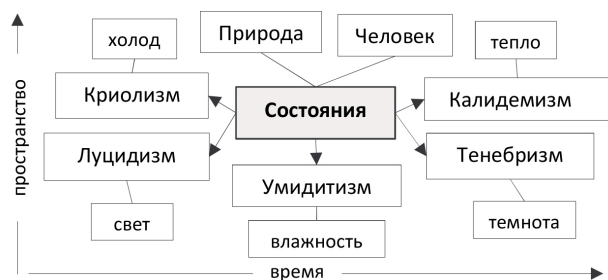 холод
Природа
Человек
тепло
Криолизм
Состояния
Калидемизм
Луцидизм
Умидитизм
Тенебризм
свет
влажность
темнота
пространство
время